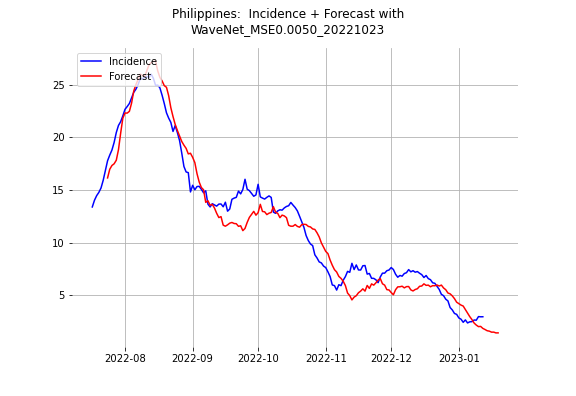 Philippines:  Incidence + Forecast with
WaveNet_MSE0.0050_20221023
Incidence
Forecast
25
20
15
10
5
2022-08
2022-09
2022-10
2022-11
2022-12
2023-01